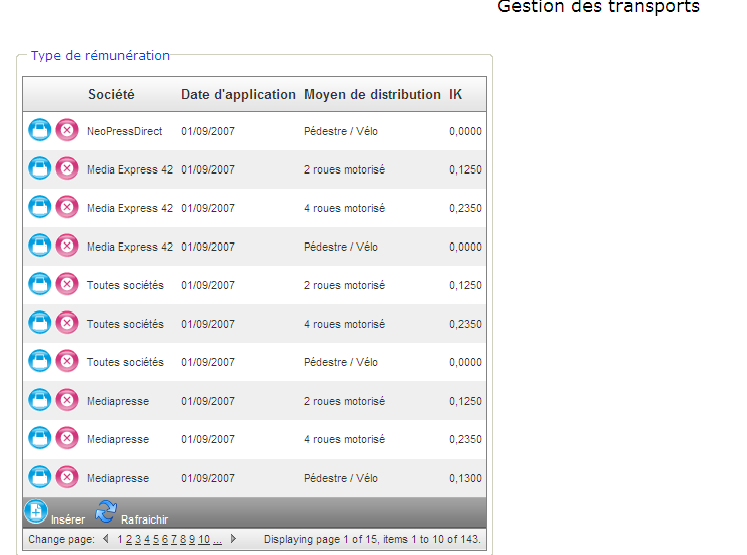 Gestion des transports
Type de rémunération
Société Date d'application Moyen de distribution IK
NeoPressDirect 01/09/2007 Pédestre / Vélo 0,0000
Media Express 42 01/09/2007 2 roues motorisé 0,1250
Media Express 42 01/09/2007 4 roues motorisé 0,2350
Media Express 42 01/09/2007 Pédestre / Vélo 0,0000
Toutes sociétés 01/09/2007 2 roues motorisé 0,1250
Toutes sociétés 01/09/2007 4 roues motorisé 0,2350
Toutes sociétés 01/09/2007 Pédestre / Vélo 0,0000
Mediapresse 01/09/2007 2 roues motorisé 0,1250
Mediapresse 01/09/2007 4 roues motorisé 0,2350
Mediapresse 01/09/2007 Pédestre / Vélo 0,1300
Insérer Rafraichir
Change page: 1 2 3 4 5 6 7 8 9 10 ... Displaying page 1 of 15, items 1 to 10 of 143.